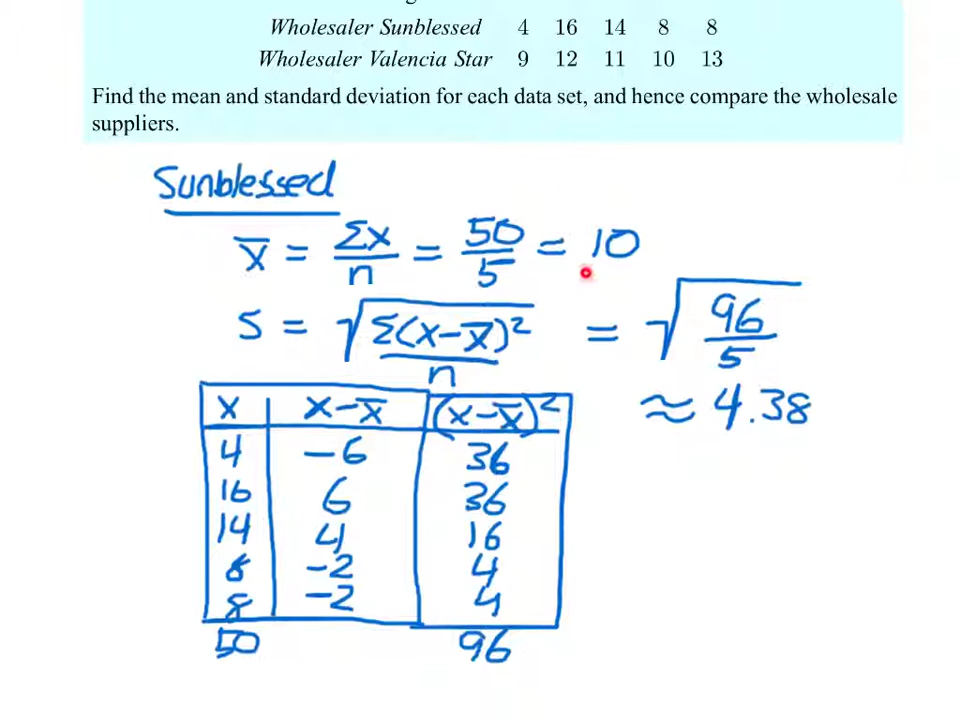 Wholesaler Sunblessed 4 16 14 8 8
Wholesaler Valencia Star 9 12 11 10 13
Find the mean and standard deviation for each data set, and hence compare the wholesale
suppliers.
Sunblessed
x̅ = Σx/n = 50/5 = 10
s = √(Σ(x-x̅)²/n) = √(96/5)
≈ 4.38
x x-x̅ (x-x̅)²
4 -6 36
16 6 36
14 4 16
8 -2 4
8 -2 4
50 96